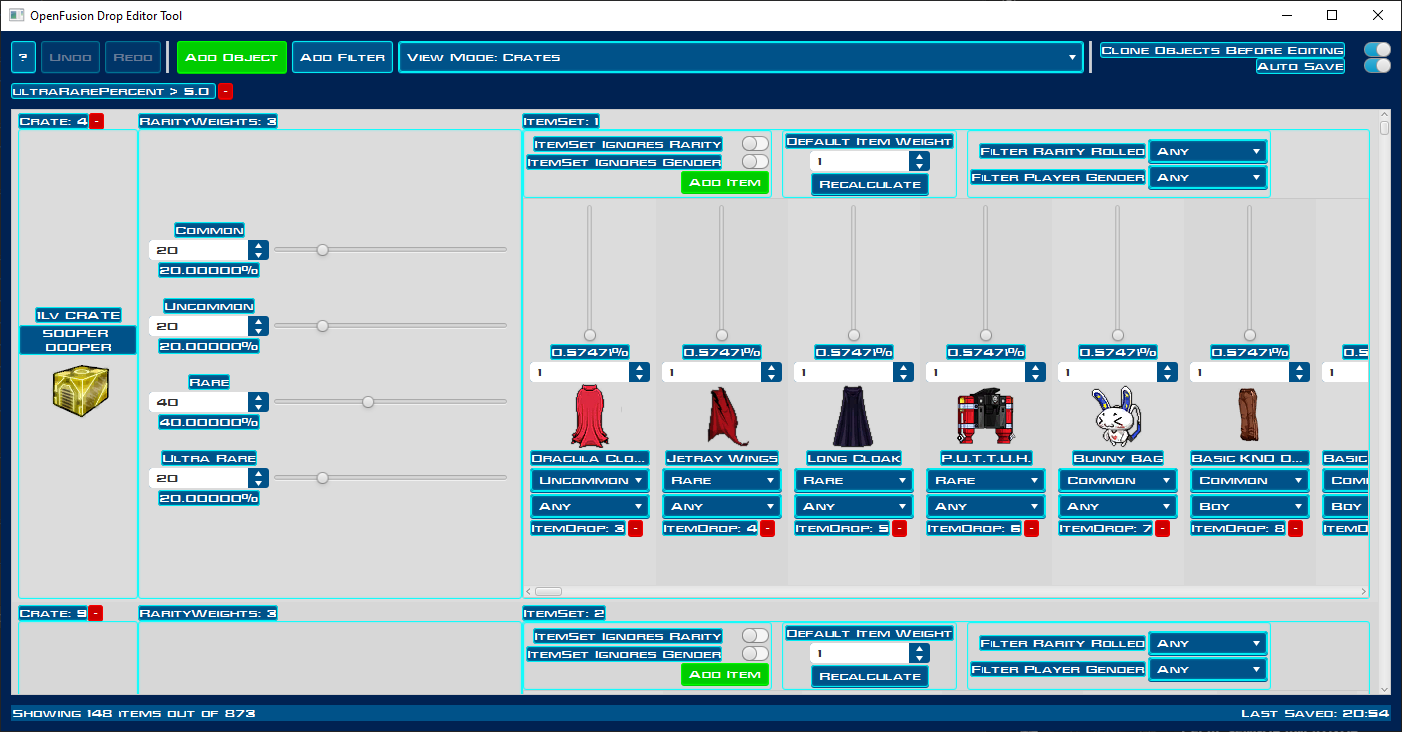 OpenFusion Drop Editor Tool
? Undo Redo Add Object Add Filter View Mode: Crates Clone Objects Before Editing
Auto Save
ultraRarePercent > 5.0 -
Crate: 4 - RarityWeights: 3 ItemSet: 1
ItemSet Ignores Rarity
ItemSet Ignores Gender
Add Item
Default Item Weight
1
Recalculate
Filter Rarity Rolled Any
Filter Player Gender Any
1Lv CRATE
SOOPER
DOOPER
Common
20
20.00000%
Uncommon
20
20.00000%
Rare
40
40.00000%
Ultra Rare
20
20.00000%
0.57471% 0.57471% 0.57471% 0.57471% 0.57471% 0.57471% 0.5
1 1 1 1 1 1 1
Dracula Clo... Jetray Wings Long Cloak P.U.T.T.U.H. Bunny Bag Basic KND O... Basic
Uncommon Rare Rare Rare Common Common Com
Any Any Any Any Any Boy Boy
ItemDrop: 3 - ItemDrop: 4 - ItemDrop: 5 - ItemDrop: 6 - ItemDrop: 7 - ItemDrop: 8 - ItemD
Crate: 5 - RarityWeights: 3 ItemSet: 2
ItemSet Ignores Rarity
ItemSet Ignores Gender
Add Item
Default Item Weight
1
Recalculate
Filter Rarity Rolled Any
Filter Player Gender Any
Showing 148 items out of 873 Last Saved: 20:54